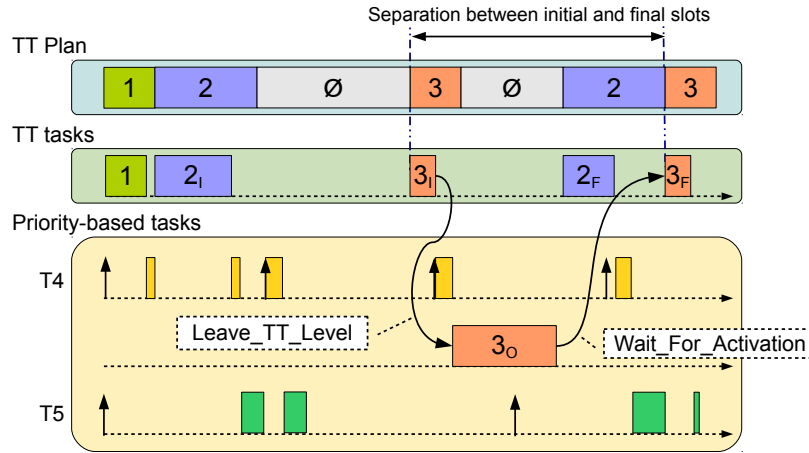 Separation between initial and final slots
TT Plan
1 2 Ø 3 Ø 2 3
TT tasks
1 2I 3I 2F 3F
Priority-based tasks
T4
Leave_TT_Level
3O
Wait_For_Activation
T5